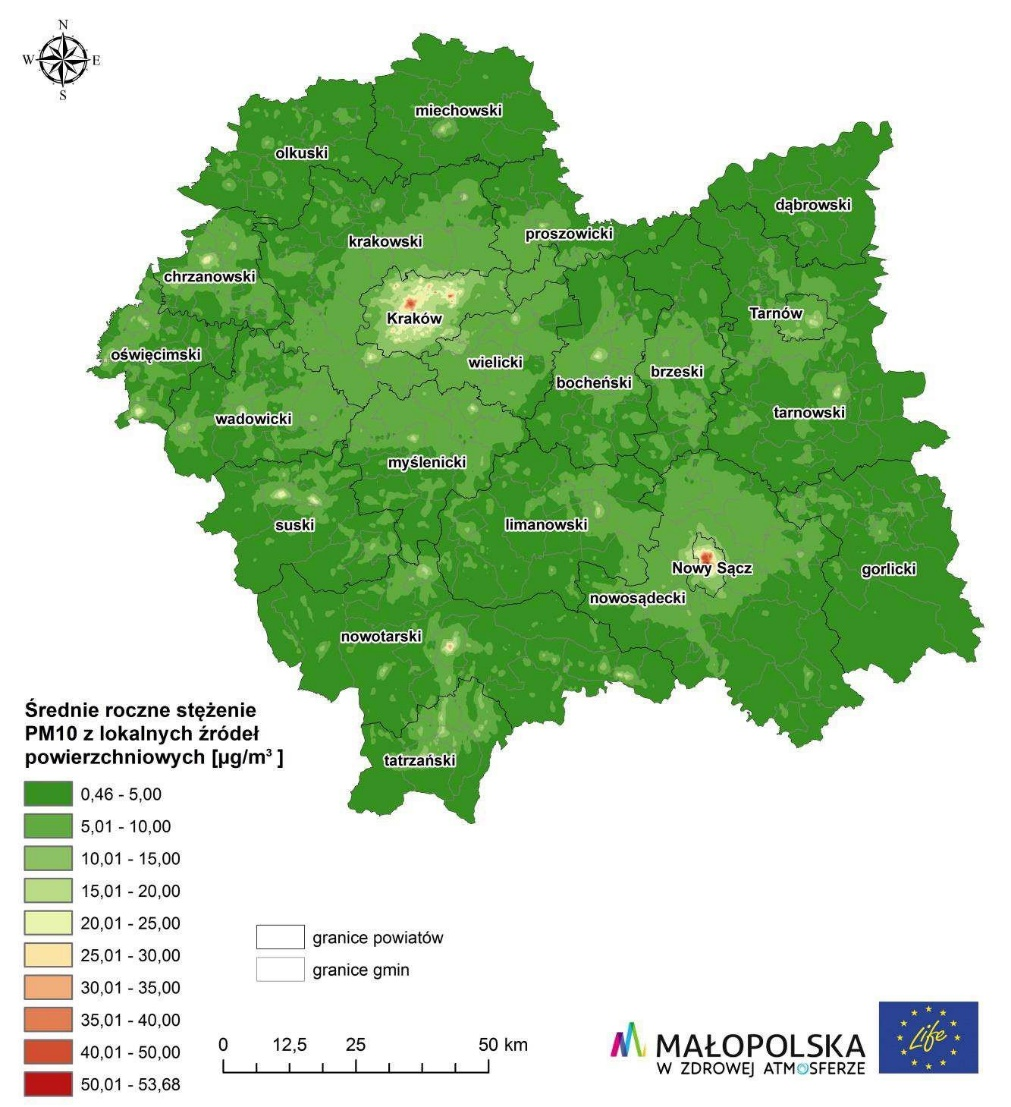 N
W E
S
miechowski
olkuski
dąbrowski
proszowicki
krakowski
chrzanowski
Tarnów
Kraków
oświęcimski
wielicki
brzeski
bocheński
tarnowski
wadowicki
myślenicki
limanowski
suski
Nowy Sącz
gorlicki
nowosądecki
nowotarski
tatrzański
Średnie roczne stężenie
PM10 z lokalnych źródeł
powierzchniowych [µg/m³ ]
0,46 - 5,00
5,01 - 10,00
10,01 - 15,00
15,01 - 20,00
20,01 - 25,00
25,01 - 30,00
30,01 - 35,00
35,01 - 40,00
40,01 - 50,00
50,01 - 53,68
granice powiatów
granice gmin
0 12,5 25 50 km
MAŁOPOLSKA
W ZDROWEJ ATMOSFERZE
Life